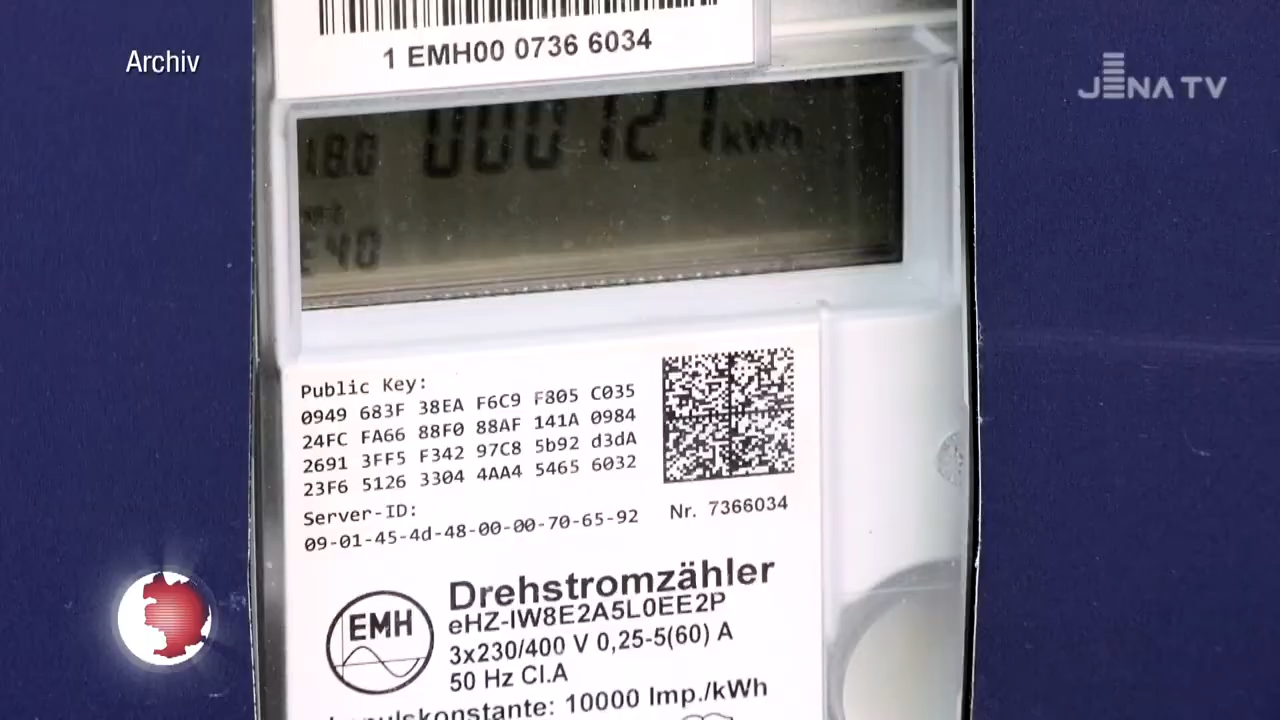 Archiv
JENA TV
1 EMH00 0736 6034
1.8.0 000121 kWh
E40
Public Key:
0949 683F 38EA F6C9 F805 C035
24FC FA66 88F0 88AF 141A 0984
2691 3FF5 F342 97C8 5b92 d3dA
23F6 5126 3304 4AA4 5465 6032
Server-ID:
09-01-45-4d-48-00-00-70-65-92
Nr. 7366034
EMH
Drehstromzähler
eHZ-IW8E2A5L0EE2P
3x230/400 V 0,25-5(60) A
50 Hz Cl.A
Impulskonstante: 10000 Imp./kWh